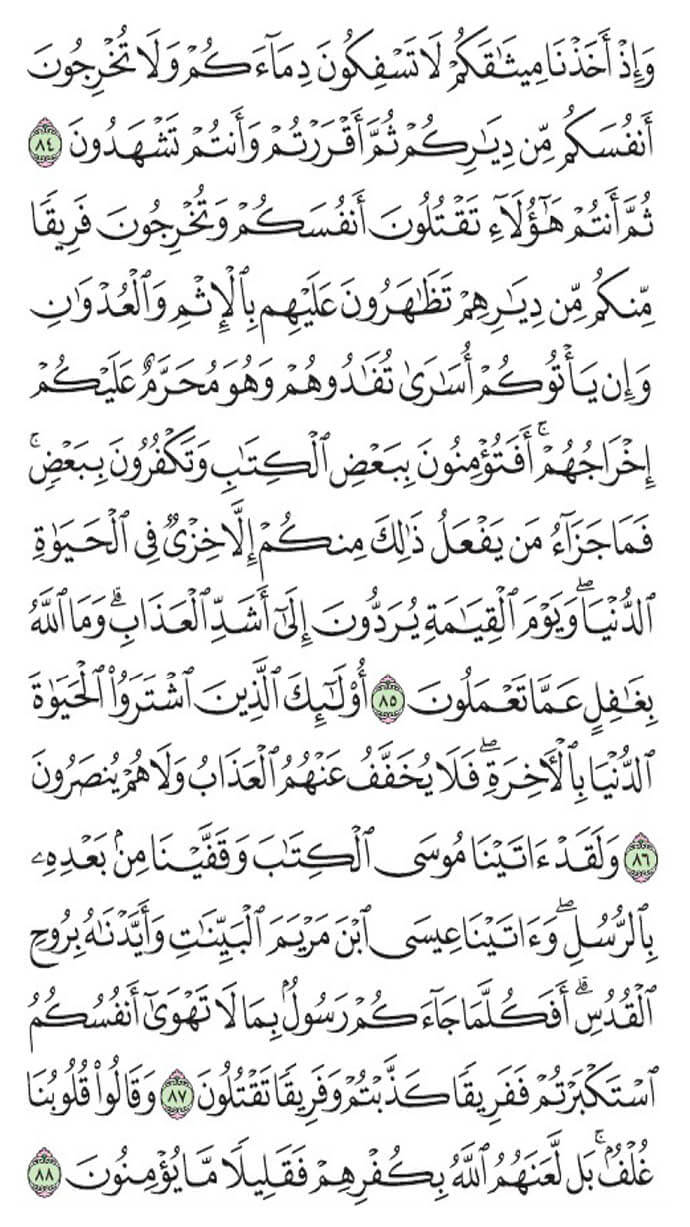 وَإِذْ أَخَذْنَا مِيثَٰقَكُمْ لَا تَسْفِكُونَ دِمَآءَكُمْ وَلَا تُخْرِجُونَ
أَنفُسَكُم مِّن دِيَٰرِكُمْ ثُمَّ أَقْرَرْتُمْ وَأَنتُمْ تَشْهَدُونَ ٨٤
ثُمَّ أَنتُمْ هَٰٓؤُلَآءِ تَقْتُلُونَ أَنفُسَكُمْ وَتُخْرِجُونَ فَرِيقًا
مِّنكُم مِّن دِيَٰرِهِمْ تَظَٰهَرُونَ عَلَيْهِم بِٱلْإِثْمِ وَٱلْعُدْوَٰنِ
وَإِن يَأْتُوكُمْ أُسَٰرَىٰ تُفَٰدُوهُمْ وَهُوَ مُحَرَّمٌ عَلَيْكُمْ
إِخْرَاجُهُمْ ۚ أَفَتُؤْمِنُونَ بِبَعْضِ ٱلْكِتَٰبِ وَتَكْفُرُونَ بِبَعْضٍ ۚ
فَمَا جَزَآءُ مَن يَفْعَلُ ذَٰلِكَ مِنكُمْ إِلَّا خِزْىٌ فِى ٱلْحَيَوٰةِ
ٱلدُّنْيَا ۖ وَيَوْمَ ٱلْقِيَٰمَةِ يُرَدُّونَ إِلَىٰٓ أَشَدِّ ٱلْعَذَابِ ۗ وَمَا ٱللَّهُ
بِغَٰفِلٍ عَمَّا تَعْمَلُونَ ٨٥ أُو۟لَٰٓئِكَ ٱلَّذِينَ ٱشْتَرَوُا۟ ٱلْحَيَوٰةَ
ٱلدُّنْيَا بِٱلْـَٔاخِرَةِ ۖ فَلَا يُخَفَّفُ عَنْهُمُ ٱلْعَذَابُ وَلَا هُمْ يُنصَرُونَ
٨٦ وَلَقَدْ ءَاتَيْنَا مُوسَى ٱلْكِتَٰبَ وَقَفَّيْنَا مِنۢ بَعْدِهِۦ
بِٱلرُّسُلِ ۖ وَءَاتَيْنَا عِيسَى ٱبْنَ مَرْيَمَ ٱلْبَيِّنَٰتِ وَأَيَّدْنَٰهُ بِرُوحِ
ٱلْقُدُسِ ۗ أَفَكُلَّمَا جَآءَكُمْ رَسُولٌۢ بِمَا لَا تَهْوَىٰٓ أَنفُسُكُمُ
ٱسْتَكْبَرْتُمْ فَفَرِيقًا كَذَّبْتُمْ وَفَرِيقًا تَقْتُلُونَ ٨٧ وَقَالُوا۟ قُلُوبُنَا
غُلْفٌۢ ۚ بَل لَّعَنَهُمُ ٱللَّهُ بِكُفْرِهِمْ فَقَلِيلًا مَّا يُؤْمِنُونَ ٨٨